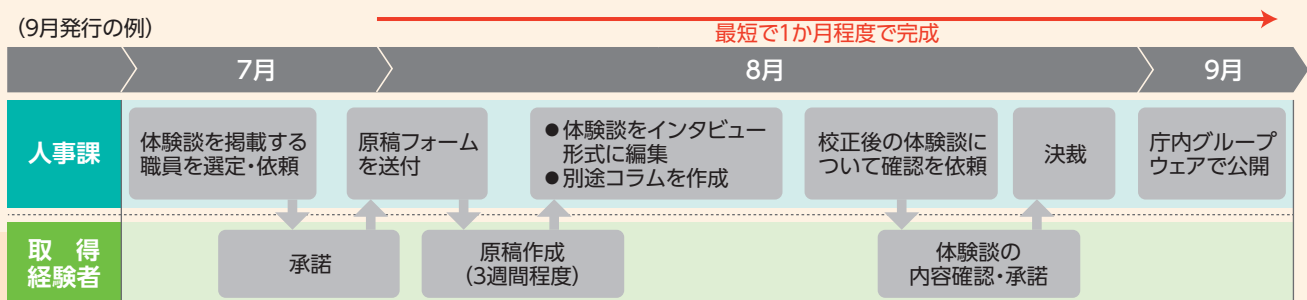 (9月発行の例)
最短で1か月程度で完成
7月
8月
9月
人事課
体験談を掲載する
職員を選定・依頼
原稿フォーム
を送付
●体験談をインタビュー
形式に編集
●別途コラムを作成
校正後の体験談に
ついて確認を依頼
決裁
庁内グループ
ウェアで公開
取 得
経験者
承諾
原稿作成
(3週間程度)
体験談の
内容確認・承諾